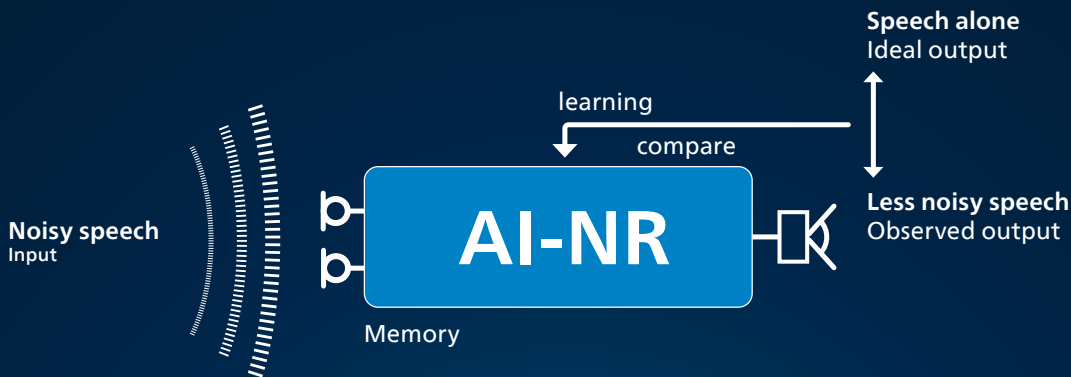 Speech alone
Ideal output
learning
compare
Noisy speech
Input
AI-NR
Less noisy speech
Observed output
Memory